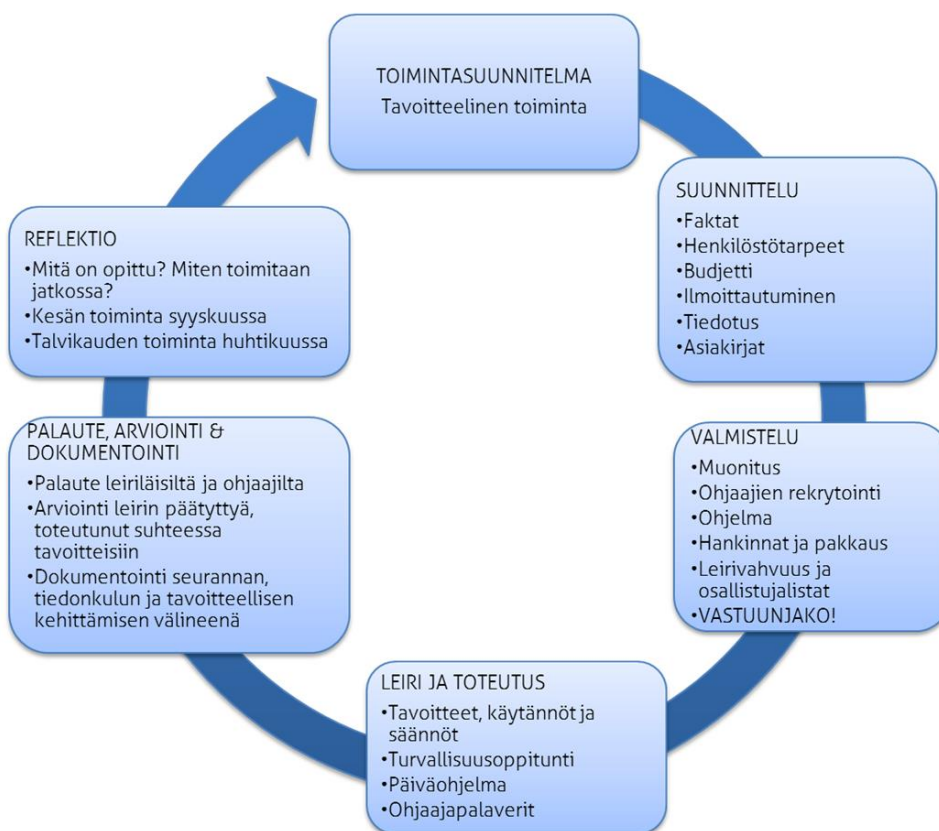 TOIMINTASUUNNITELMA
Tavoitteelinen toiminta
SUUNNITTELU
•Faktat
•Henkilöstötarpeet
•Budjetti
•Ilmoittautuminen
•Tiedotus
•Asiakirjat
VALMISTELU
•Muonitus
•Ohjaajien rekrytointi
•Ohjelma
•Hankinnat ja pakkaus
•Leirivahvuus ja
osallistujalistat
•VASTUUNJAKO!
LEIRI JA TOTEUTUS
•Tavoitteet, käytännöt ja
säännöt
•Turvallisuusoppitunti
•Päiväohjelma
•Ohjaajapalaverit
PALAUTE, ARVIOINTI &
DOKUMENTOINTI
•Palaute leiriläisiltä ja ohjaajilta
•Arviointi leirin päätyttyä,
toteutunut suhteessa
tavoitteisiin
•Dokumentointi seurannan,
tiedonkulun ja tavoitteellisen
kehittämisen välineenä
REFLEKTIO
•Mitä on opittu? Miten toimitaan
jatkossa?
•Kesän toiminta syyskuussa
•Talvikauden toiminta huhtikuussa